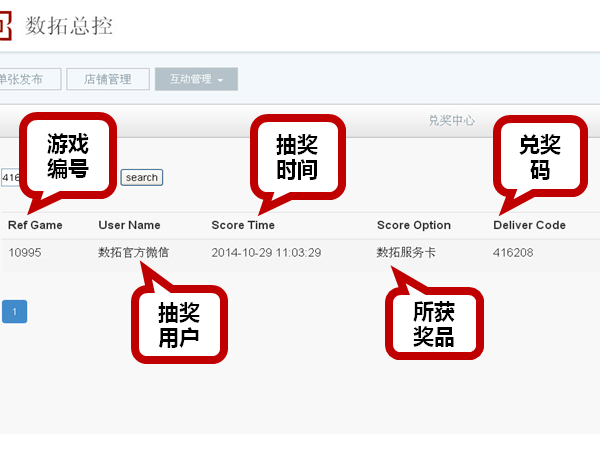 数拓总控
单张发布 店铺管理 互动管理
兑奖中心
游戏
编号
抽奖
时间
兑奖
码
416 search
Ref Game User Name Score Time Score Option Deliver Code
10995 数拓官方微信 2014-10-29 11:03:29 数拓服务卡 416208
抽奖
用户
所获
奖品
1